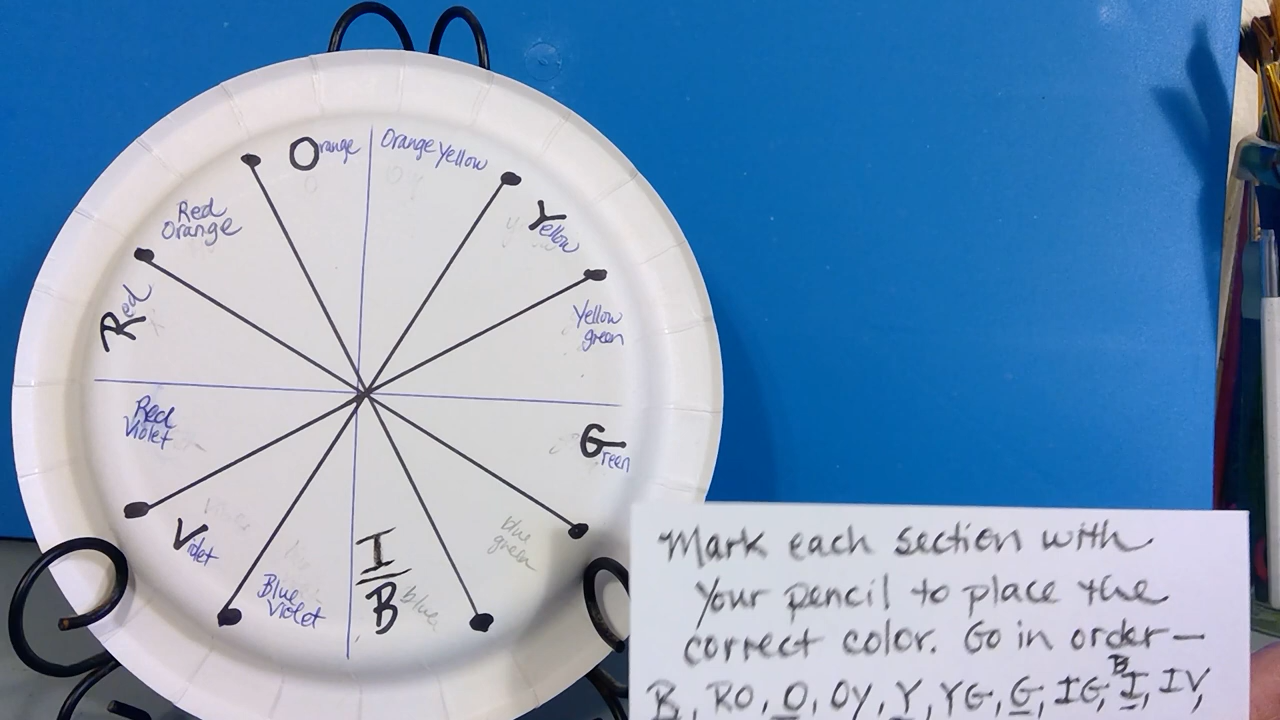 Orange
Orange Yellow
Red
Orange
Yellow
Red
Yellow
green
Red
Violet
Green
Violet
blue
green
Blue
Violet
I
B
blue
Mark each section with
your pencil to place the
correct color. Go in order—
B
RO, O, OY, Y, YG, G, IG, I, IV,